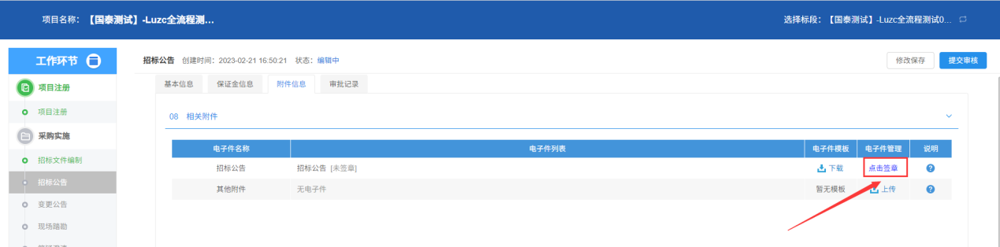 项目名称：【国泰测试】-Luzc全流程测...
选择标段：【国泰测试】-Luzc全流程测试0...
工作环节
招标公告 创建时间：2023-02-21 16:50:21 状态：编辑中
修改保存 提交审核
项目注册
基本信息 保证金信息 附件信息 审批记录
项目注册
08 相关附件
采购实施
电子件名称 电子件列表 电子件模板 电子件管理 说明
招标文件编制
招标公告 招标公告 [未签章] 下载 点击签章
招标公告
其他附件 无电子件 暂无模板 上传
变更公告
现场踏勘